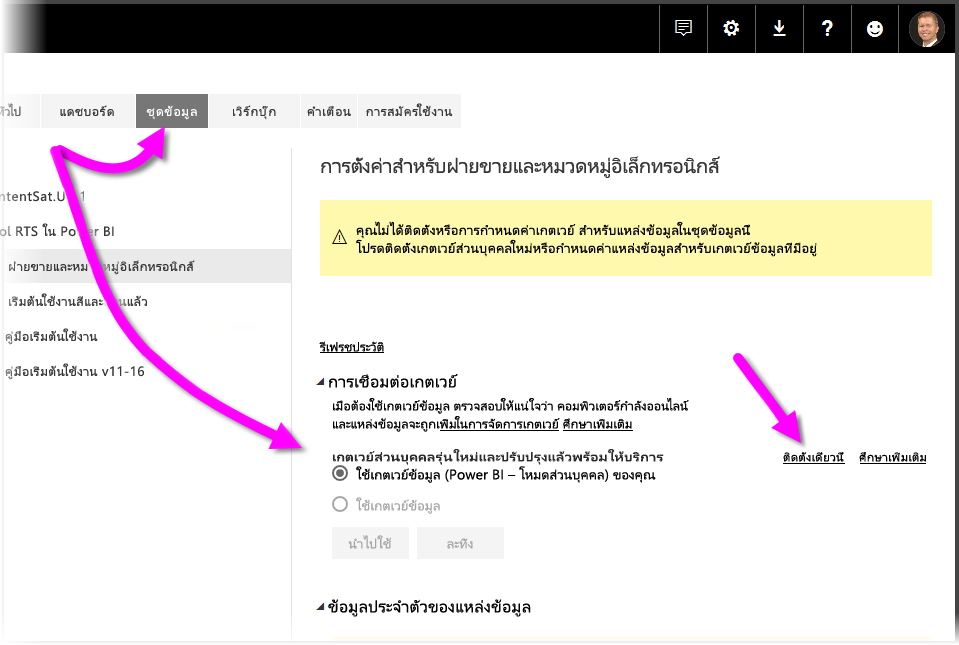 แดชบอร์ด ชุดข้อมูล เวิร์กบุ๊ก คำเตือน การสมัครใช้งาน
การตั้งค่าสำหรับฝ่ายขายและหมวดหมู่อิเล็กทรอนิกส์
ol RTS ใน Power BI
ฝ่ายขายและหมวดหมู่อิเล็กทรอนิกส์
เริ่มต้นใช้งานสีและ
คู่มือเริ่มต้นใช้งาน
คู่มือเริ่มต้นใช้งาน v11-16
คุณไม่ได้ติดตั้งหรือการกำหนดค่าเกตเวย์ สำหรับแหล่งข้อมูลในชุดข้อมูลนี้
โปรดติดตั้งเกตเวย์ส่วนบุคคลใหม่หรือกำหนดค่าแหล่งข้อมูลสำหรับเกตเวย์ข้อมูลที่มีอยู่
รีเฟรชประวัติ
การเชื่อมต่อเกตเวย์
เมื่อต้องใช้เกตเวย์ข้อมูล ตรวจสอบให้แน่ใจว่า คอมพิวเตอร์กำลังออนไลน์
และแหล่งข้อมูลจะถูกเพิ่มในการจัดการเกตเวย์ ศึกษาเพิ่มเติม
เกตเวย์ส่วนบุคคลรุ่นใหม่และปรับปรุงแล้วพร้อมให้บริการ ติดตั้งเดี๋ยวนี้ ศึกษาเพิ่มเติม
ใช้เกตเวย์ข้อมูล (Power BI – โหมดส่วนบุคคล) ของคุณ
ใช้เกตเวย์ข้อมูล
นำไปใช้ ละทิ้ง
ข้อมูลประจำตัวของแหล่งข้อมูล